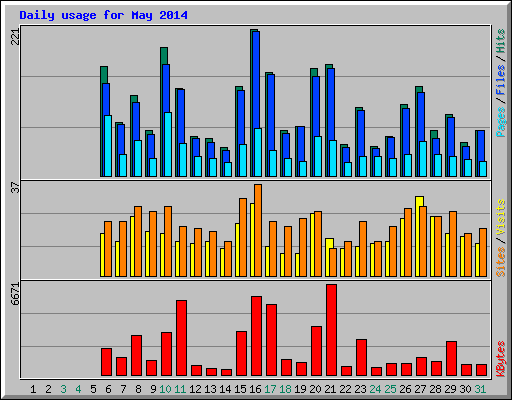 Daily usage for May 2014
221
Pages / Files / Hits
37
Sites / Visits
6671
KBytes
1 2 3 4 5 6 7 8 9 10 11 12 13 14 15 16 17 18 19 20 21 22 23 24 25 26 27 28 29 30 31